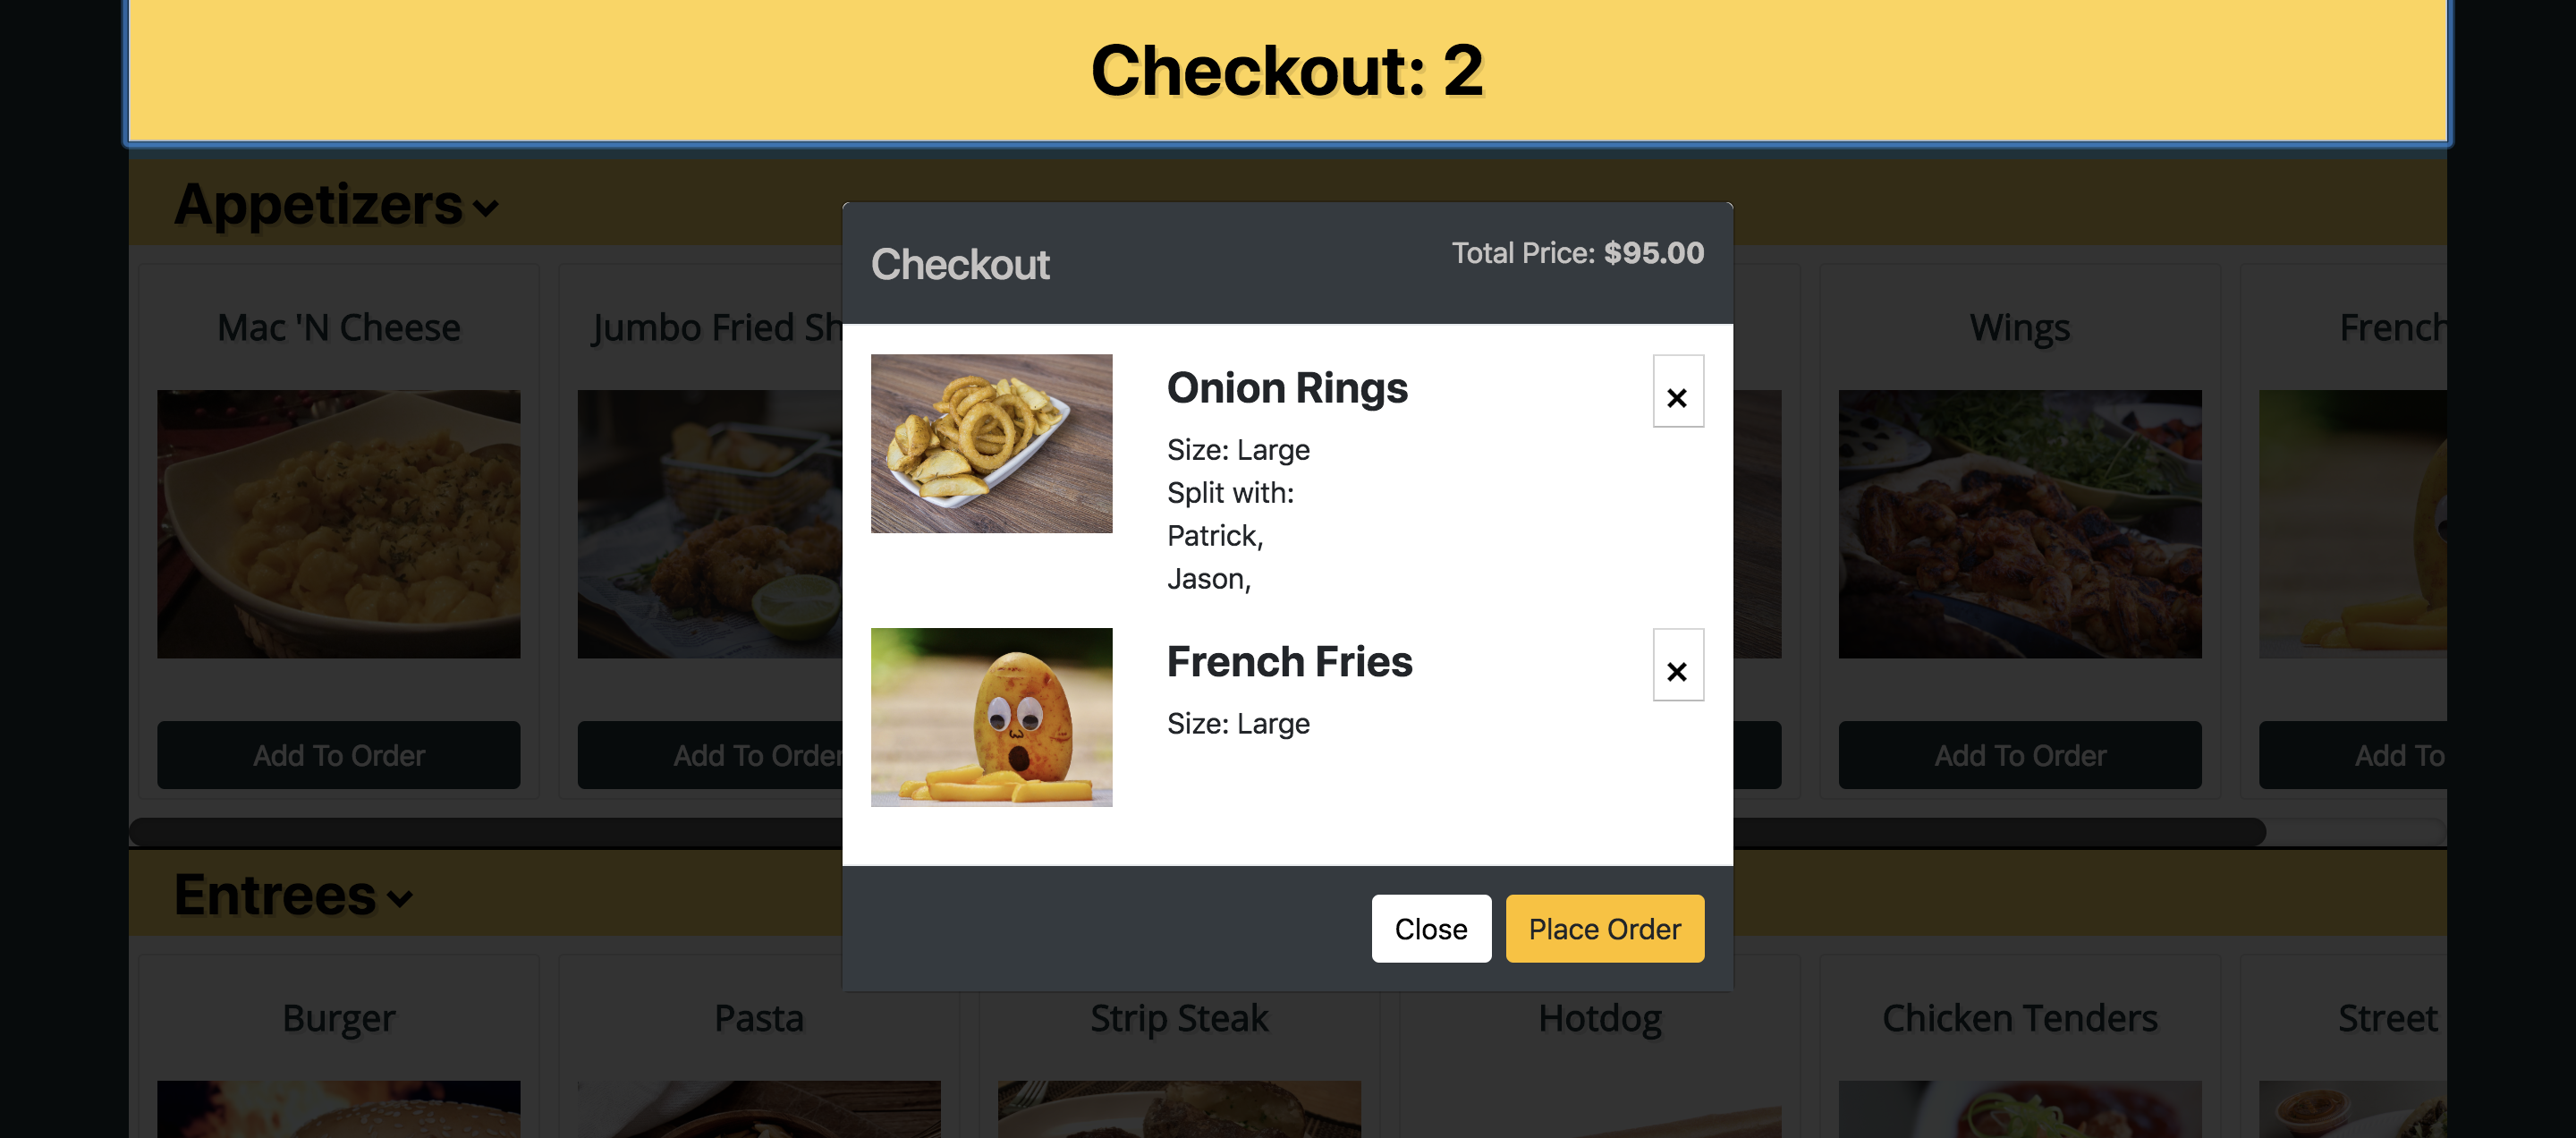 Checkout: 2
Appetizers
Checkout
Total Price: $95.00
Mac 'N Cheese
Jumbo Fried Sh
Wings
French
Onion Rings
Size: Large
Split with:
Patrick,
Jason,
French Fries
Size: Large
Add To Order
Add To Order
Add To Order
Add To
Entrees
Close
Place Order
Burger
Pasta
Strip Steak
Hotdog
Chicken Tenders
Street